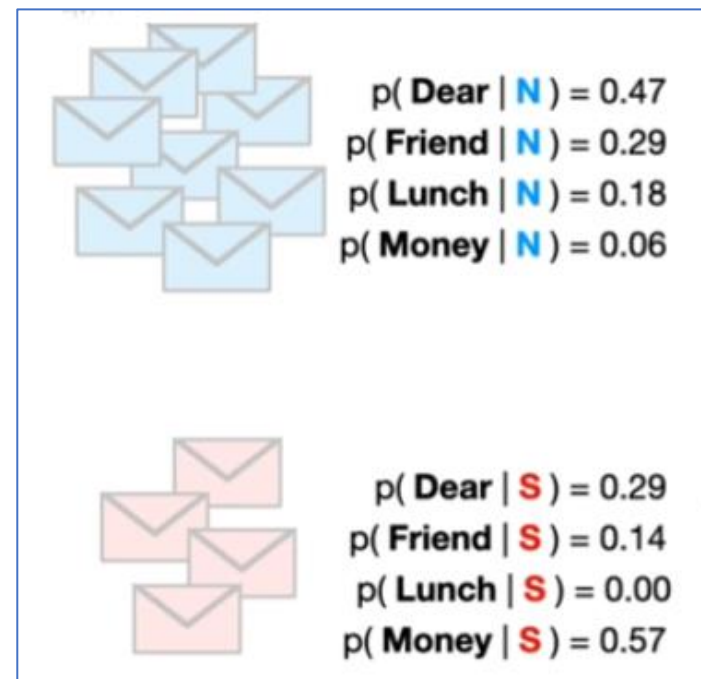 p( Dear | N ) = 0.47
p( Friend | N ) = 0.29
p( Lunch | N ) = 0.18
p( Money | N ) = 0.06
p( Dear | S ) = 0.29
p( Friend | S ) = 0.14
p( Lunch | S ) = 0.00
p( Money | S ) = 0.57